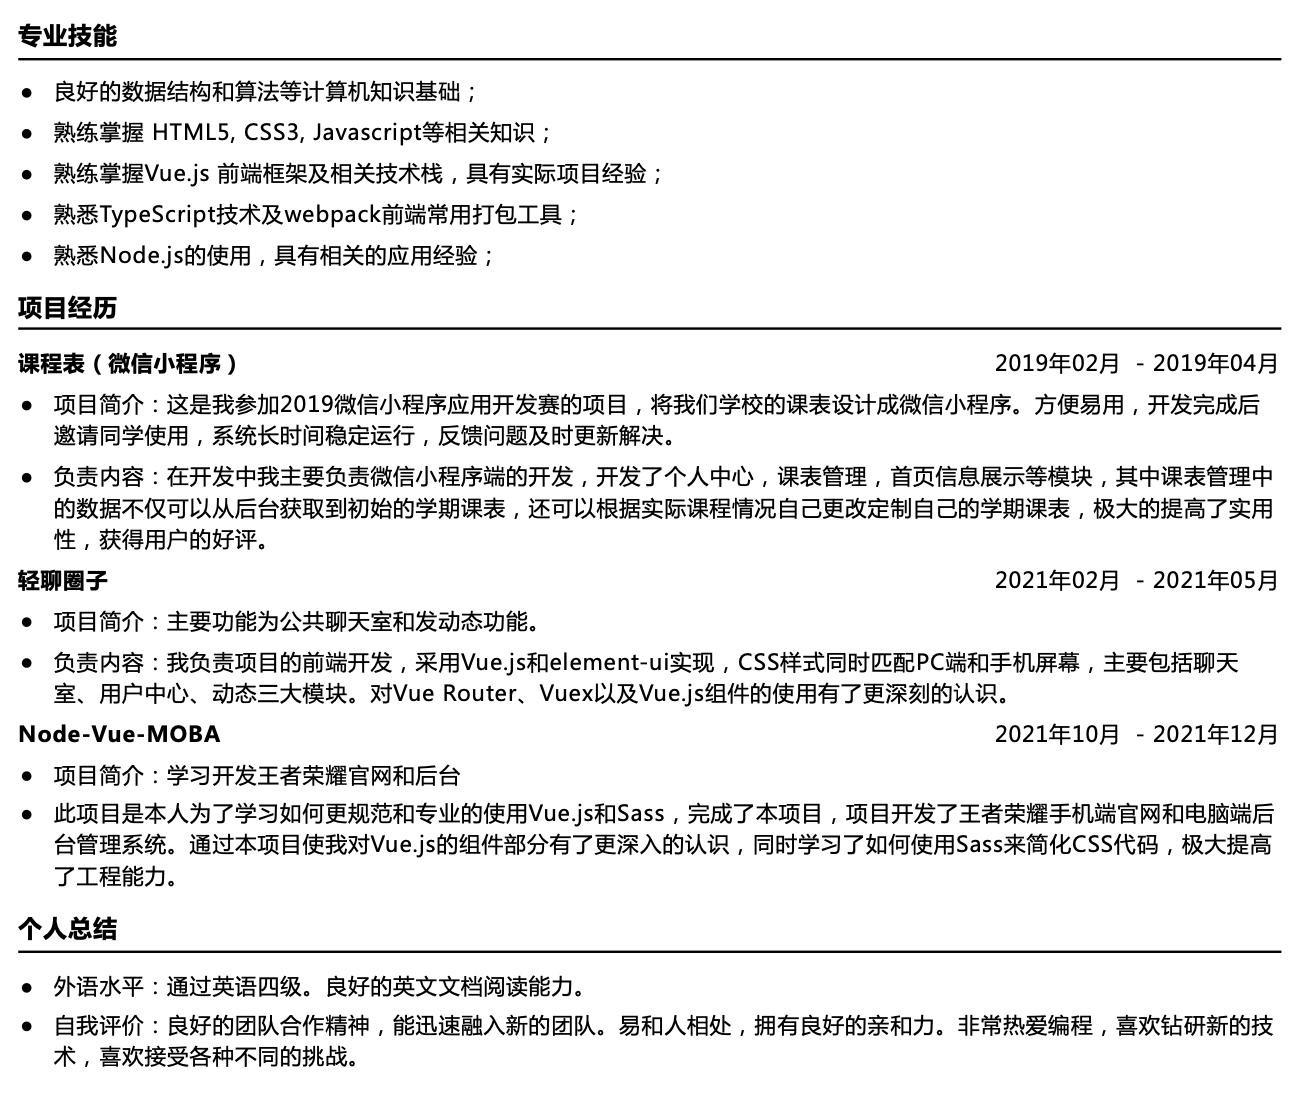 专业技能
● 良好的数据结构和算法等计算机知识基础；
● 熟练掌握 HTML5, CSS3, Javascript等相关知识；
● 熟练掌握Vue.js 前端框架及相关技术栈，具有实际项目经验；
● 熟悉TypeScript技术及webpack前端常用打包工具；
● 熟悉Node.js的使用，具有相关的应用经验；
项目经历
课程表（微信小程序） 2019年02月 - 2019年04月
● 项目简介：这是我参加2019微信小程序应用开发赛的项目，将我们学校的课表设计成微信小程序。方便易用，开发完成后
邀请同学使用，系统长时间稳定运行，反馈问题及时更新解决。
● 负责内容：在开发中我主要负责微信小程序端的开发，开发了个人中心，课表管理，首页信息展示等模块，其中课表管理中
的数据不仅可以从后台获取到初始的学期课表，还可以根据实际课程情况自己更改定制自己的学期课表，极大的提高了实用
性，获得用户的好评。
轻聊圈子 2021年02月 - 2021年05月
● 项目简介：主要功能为公共聊天室和发动态功能。
● 负责内容：我负责项目的前端开发，采用Vue.js和element-ui实现，CSS样式同时匹配PC端和手机屏幕，主要包括聊天
室、用户中心、动态三大模块。对Vue Router、Vuex以及Vue.js组件的使用有了更深刻的认识。
Node-Vue-MOBA 2021年10月 - 2021年12月
● 项目简介：学习开发王者荣耀官网和后台
● 此项目是本人为了学习如何更规范和专业的使用Vue.js和Sass，完成了本项目，项目开发了王者荣耀手机端官网和电脑端后
台管理系统。通过本项目使我对Vue.js的组件部分有了更深入的认识，同时学习了如何使用Sass来简化CSS代码，极大提高
了工程能力。
个人总结
● 外语水平：通过英语四级。良好的英文文档阅读能力。
● 自我评价：良好的团队合作精神，能迅速融入新的团队。易和人相处，拥有良好的亲和力。非常热爱编程，喜欢钻研新的技
术，喜欢接受各种不同的挑战。